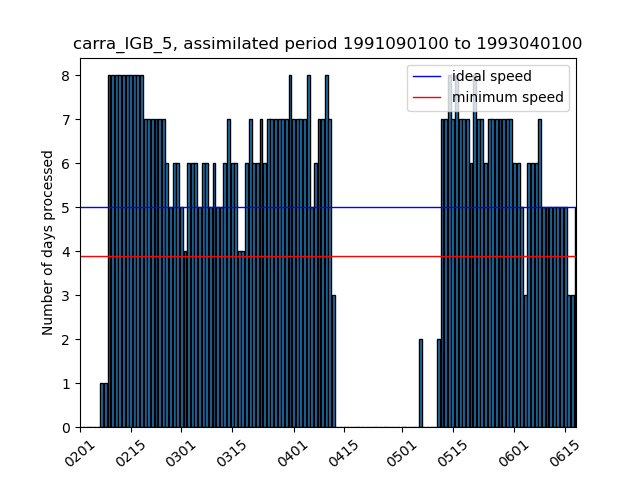 carra_IGB_5, assimilated period 1991090100 to 1993040100
ideal speed
minimum speed
Number of days processed
8
7
6
5
4
3
2
1
0
0201 0215 0301 0315 0401 0415 0501 0515 0601 0615